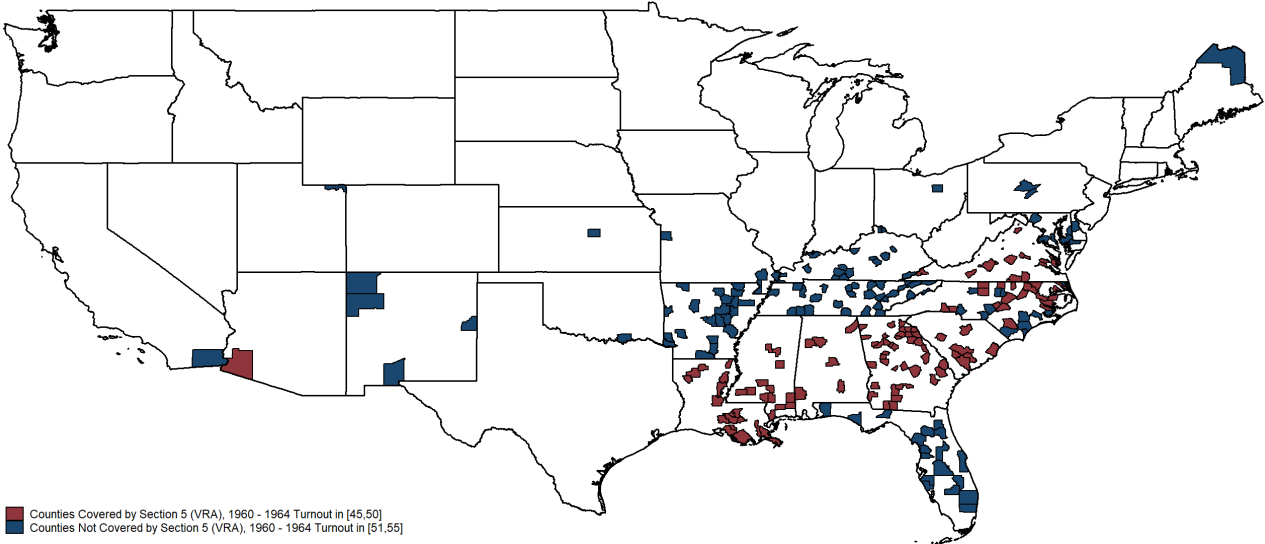 Counties Covered by Section 5 (VRA), 1960 - 1964 Turnout in [45,50]
Counties Not Covered by Section 5 (VRA), 1960 - 1964 Turnout in [51,55]